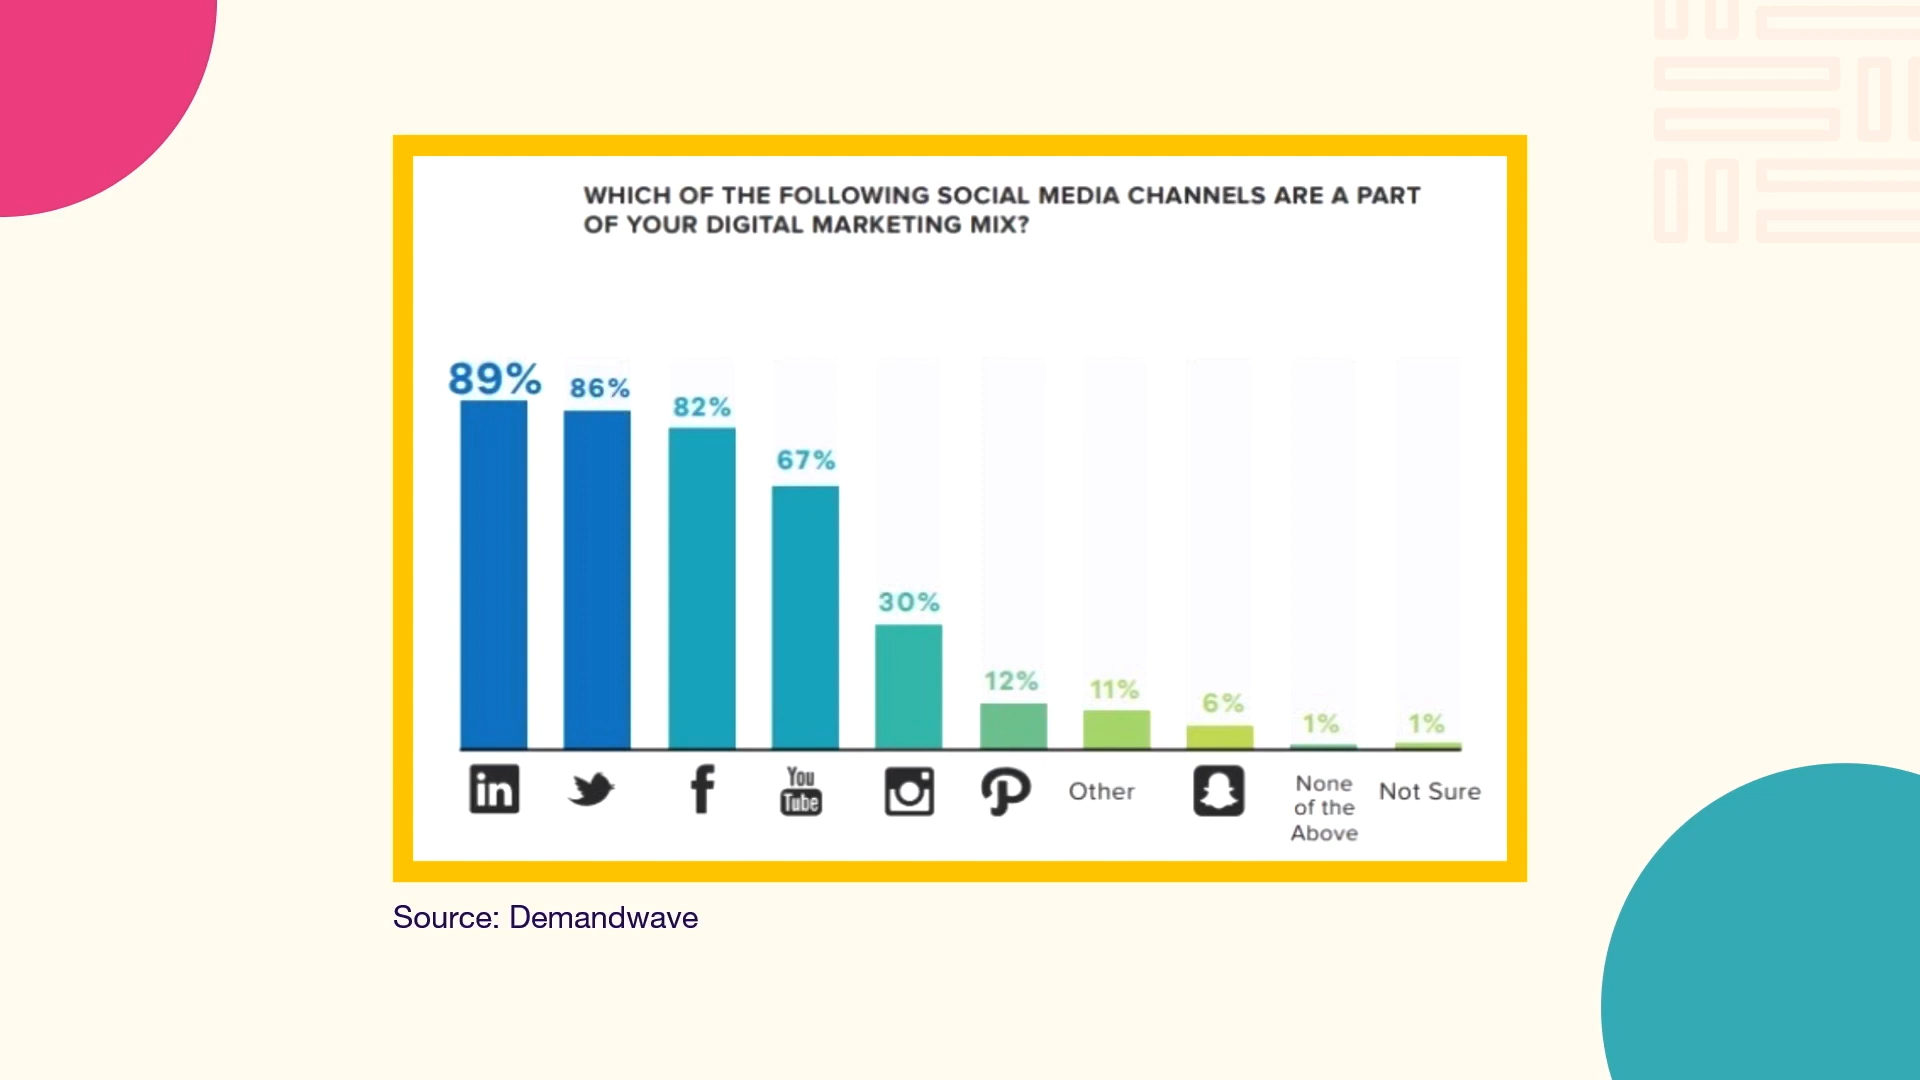 WHICH OF THE FOLLOWING SOCIAL MEDIA CHANNELS ARE A PART
OF YOUR DIGITAL MARKETING MIX?
89%
86%
82%
67%
30%
12%
11%
6%
1%
1%
in
f
You
Tube
Other
None
of the
Above
Not Sure
Source: Demandwave